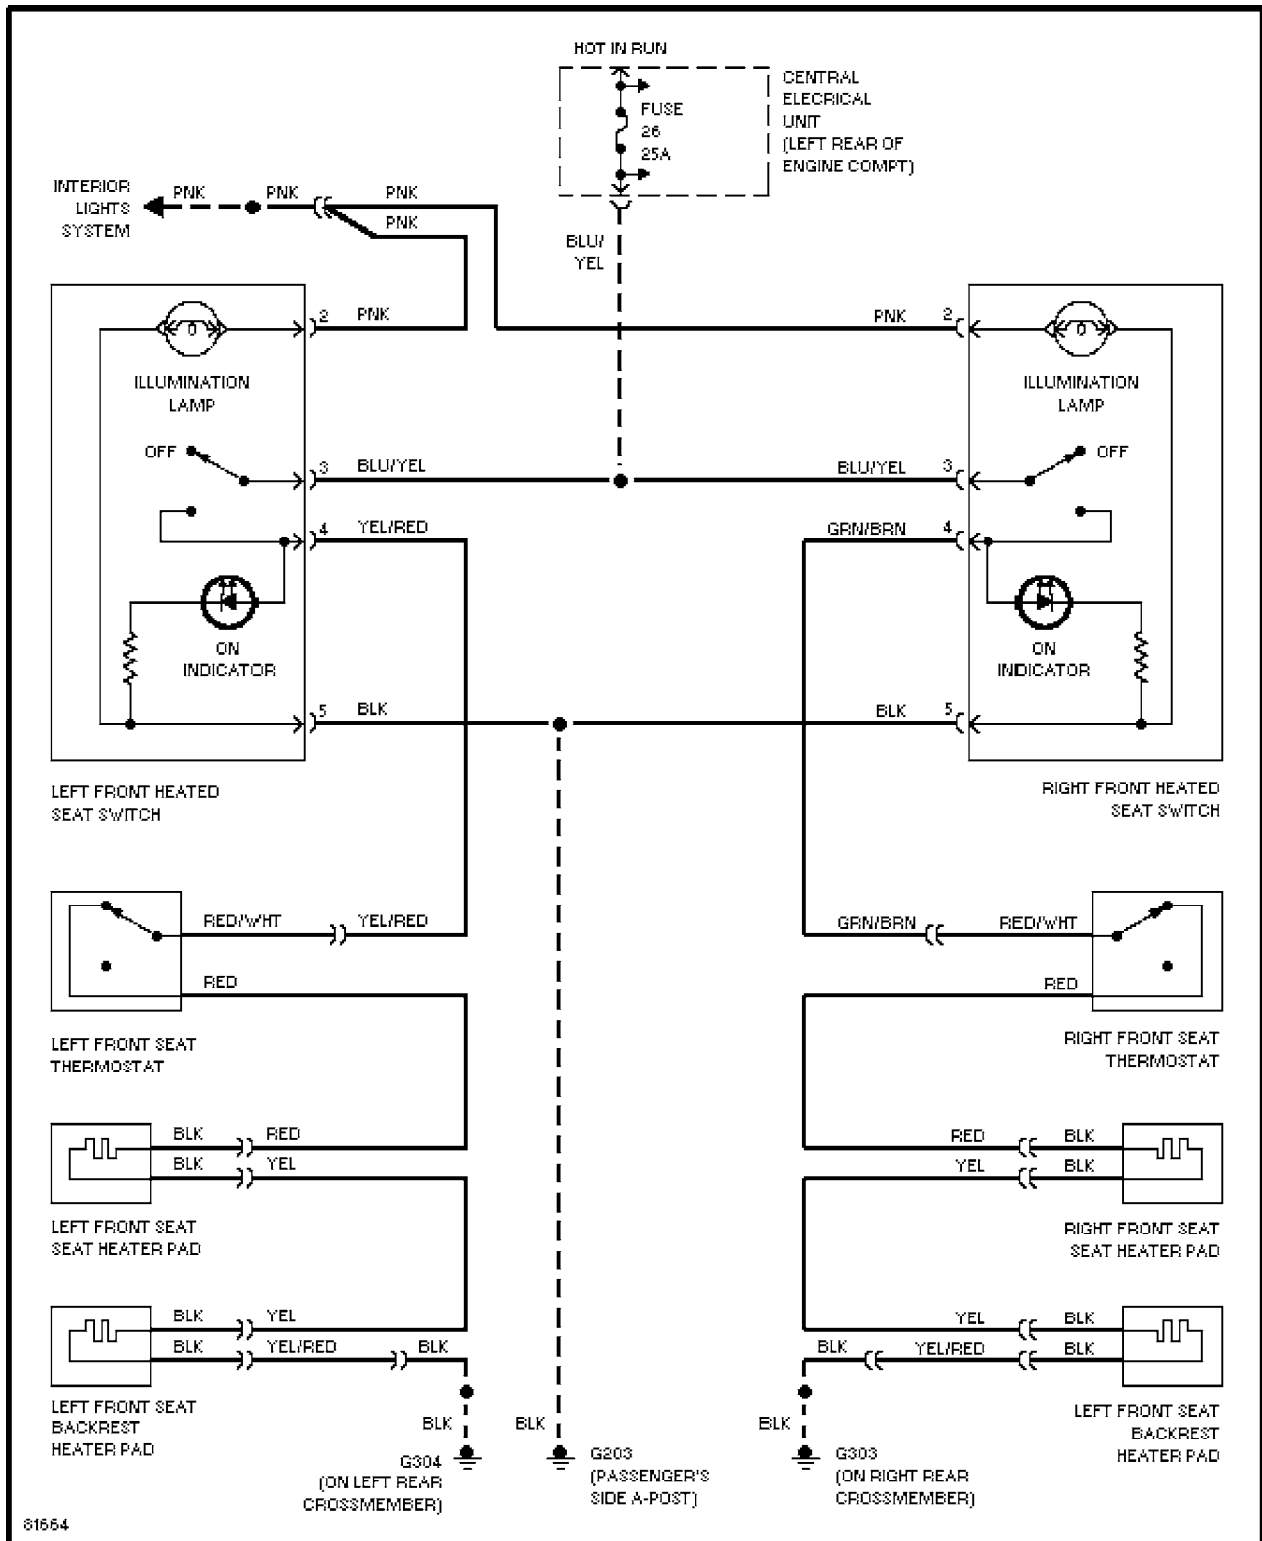 HOT IN RUN
CENTRAL
ELECRICAL
UNIT
(LEFT REAR OF
ENGINE COMPT)
FUSE
26
25A
INTERIOR
LIGHTS
SYSTEM
PNK
PNK
PNK
PNK
BLU/
YEL
2
PNK
PNK
2
ILLUMINATION
LAMP
ILLUMINATION
LAMP
OFF
OFF
3
BLU/YEL
BLU/YEL
3
4
YEL/RED
GRN/BRN
4
ON
INDICATOR
ON
INDICATOR
5
BLK
BLK
5
LEFT FRONT HEATED
SEAT SWITCH
RIGHT FRONT HEATED
SEAT SWITCH
RED/WHT
YEL/RED
GRN/BRN
RED/WHT
RED
RED
LEFT FRONT SEAT
THERMOSTAT
RIGHT FRONT SEAT
THERMOSTAT
BLK
RED
RED
BLK
BLK
YEL
YEL
BLK
LEFT FRONT SEAT
SEAT HEATER PAD
RIGHT FRONT SEAT
SEAT HEATER PAD
BLK
YEL
YEL
BLK
BLK
YEL/RED
BLK
BLK
YEL/RED
BLK
LEFT FRONT SEAT
BACKREST
HEATER PAD
LEFT FRONT SEAT
BACKREST
HEATER PAD
BLK
BLK
BLK
G304
(ON LEFT REAR
CROSSMEMBER)
G203
(PASSENGER'S
SIDE A-POST)
G303
(ON RIGHT REAR
CROSSMEMBER)
81664